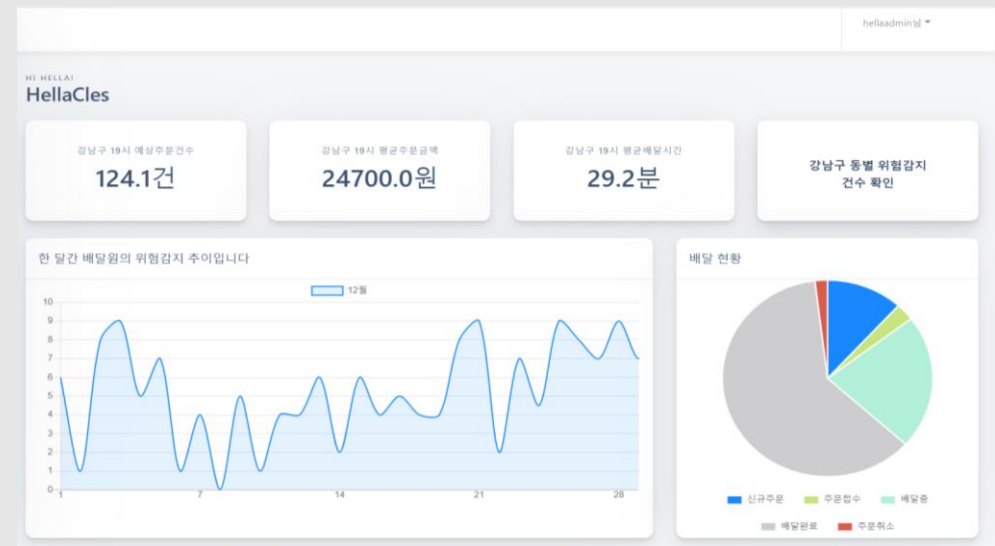 hellaadmin님
HI HELLA!
HellaCles
강남구 19시 예상주문건수
124.1건
강남구 19시 평균주문금액
24700.0원
강남구 19시 평균배달시간
29.2분
강남구 동별 위험감지
건수 확인
한 달간 배달원의 위험감지 추이입니다
12월
10
9
8
7
6
5
4
3
2
1
0
1 7 14 21 28
배달 현황
신규주문 주문접수 배달중
배달완료 주문취소